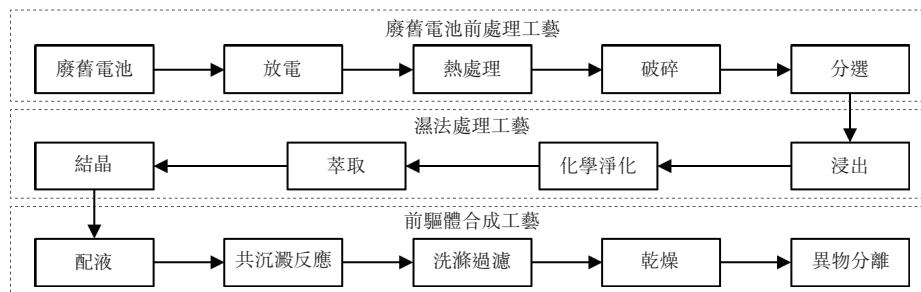 廢舊電池前處理工藝
廢舊電池
放電
熱處理
破碎
分選
濕法處理工藝
結晶
萃取
化學淨化
浸出
前驅體合成工藝
配液
共沉澱反應
洗滌過濾
乾燥
異物分離